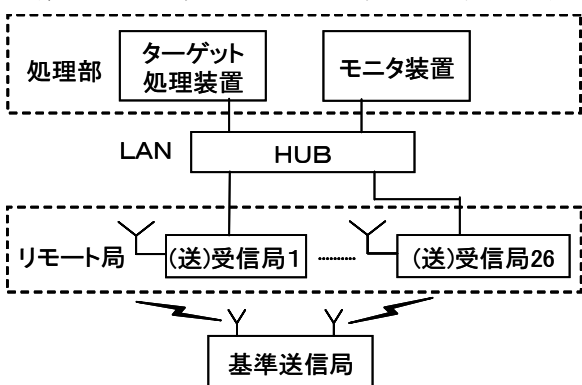 処理部
ターゲット
処理装置
モニタ装置
LAN
HUB
リモート局
(送)受信局1
(送)受信局26
基準送信局